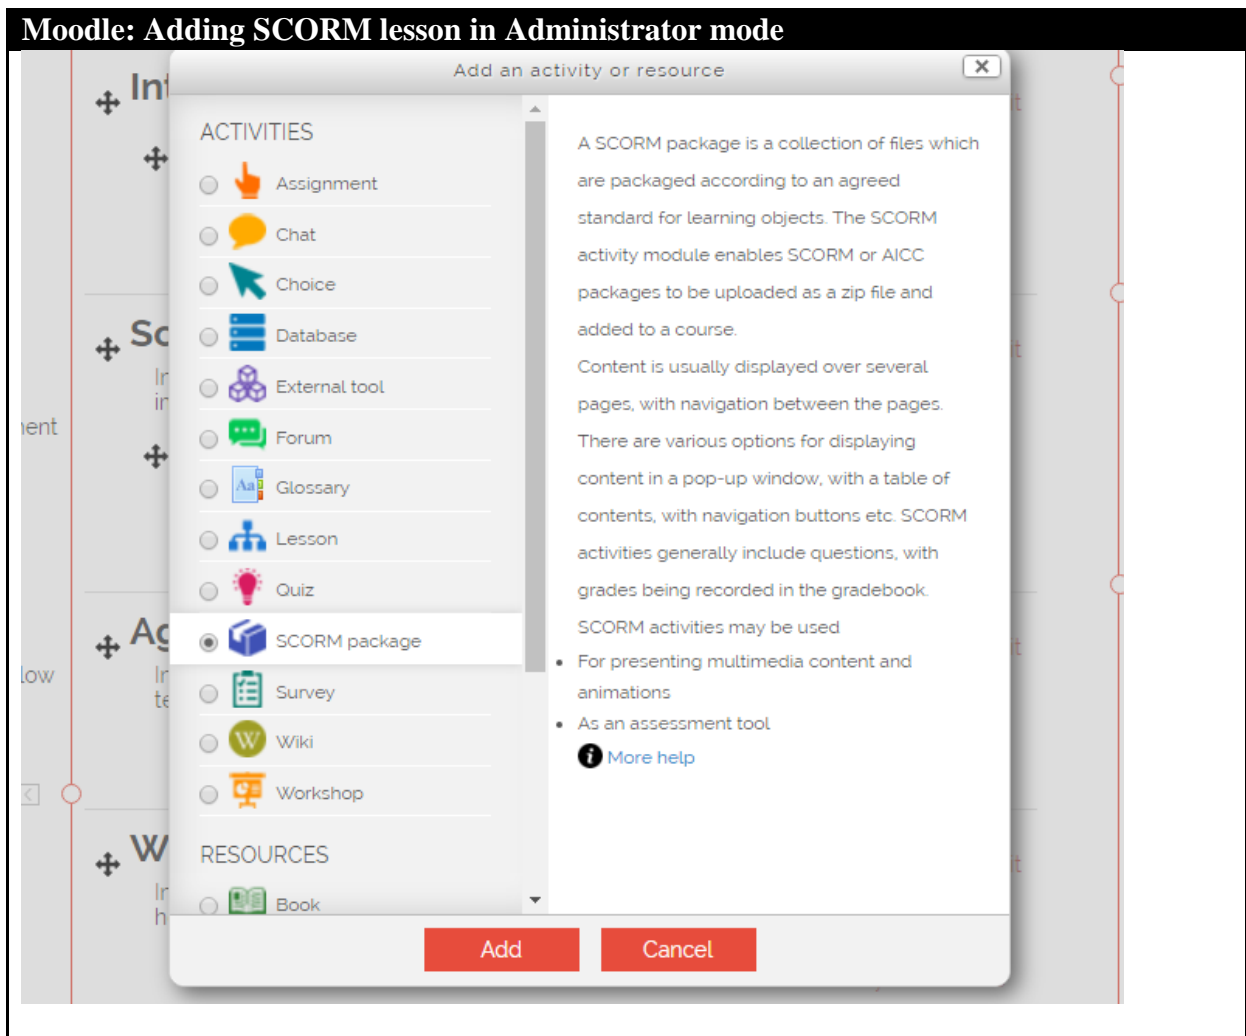 Moodle: Adding SCORM lesson in Administrator mode
Add an activity or resource
ACTIVITIES
Assignment
Chat
Choice
Database
External tool
Forum
Glossary
Lesson
Quiz
SCORM package
Survey
Wiki
Workshop
RESOURCES
Book
A SCORM package is a collection of files which
are packaged according to an agreed
standard for learning objects. The SCORM
activity module enables SCORM or AICC
packages to be uploaded as a zip file and
added to a course.
Content is usually displayed over several
pages, with navigation between the pages.
There are various options for displaying
content in a pop-up window, with a table of
contents, with navigation buttons etc. SCORM
activities generally include questions, with
grades being recorded in the gradebook.
SCORM activities may be used
• For presenting multimedia content and
animations
• As an assessment tool
More help
Add
Cancel